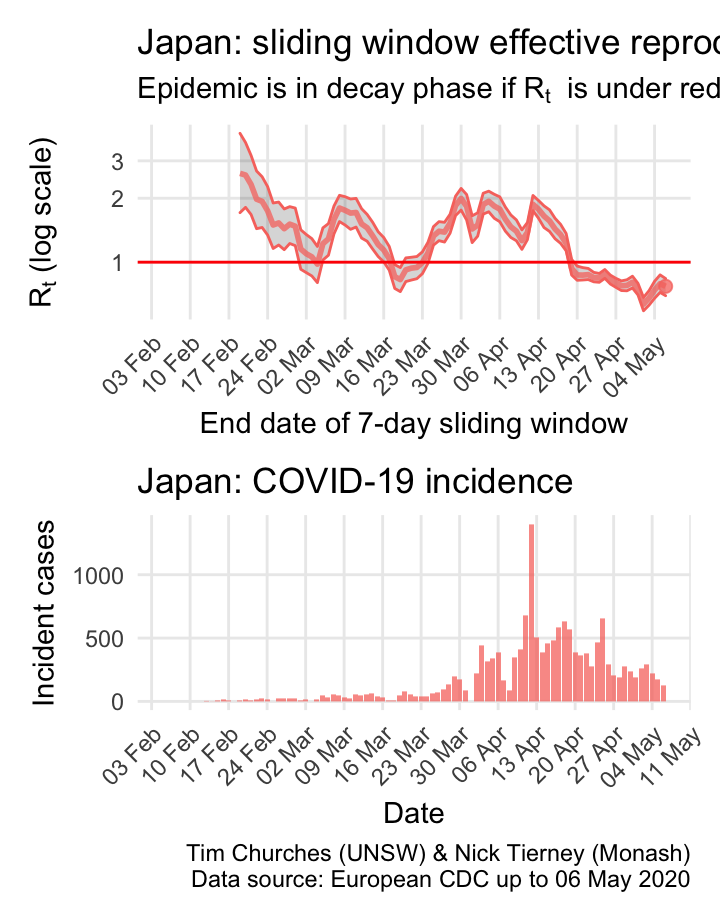 Japan: sliding window effective reproc
Epidemic is in decay phase if Rt is under red
Rt (log scale)
3
2
1
03 Feb
10 Feb
17 Feb
24 Feb
02 Mar
09 Mar
16 Mar
23 Mar
30 Mar
06 Apr
13 Apr
20 Apr
27 Apr
04 May
End date of 7-day sliding window
Japan: COVID-19 incidence
Incident cases
1000
500
0
03 Feb
10 Feb
17 Feb
24 Feb
02 Mar
09 Mar
16 Mar
23 Mar
30 Mar
06 Apr
13 Apr
20 Apr
27 Apr
04 May
11 May
Date
Tim Churches (UNSW) & Nick Tierney (Monash)
Data source: European CDC up to 06 May 2020